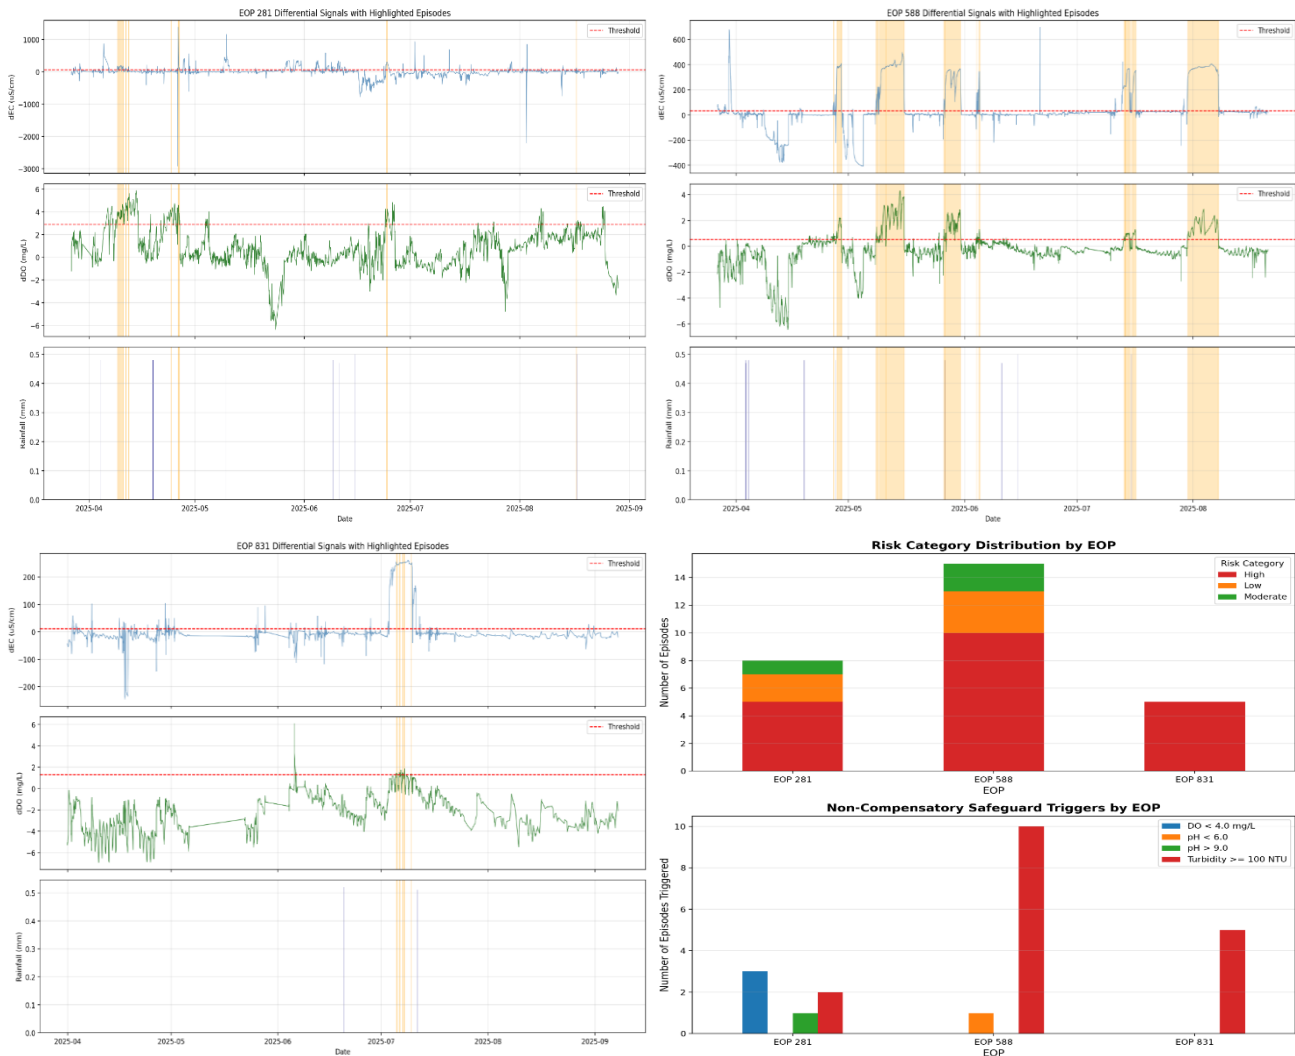 EOP 281 Differential Signals with Highlighted Episodes
Threshold
1000
0
−1000
−2000
−3000
dEC (uS/cm)
Threshold
6
4
2
0
−2
−4
−6
dDO (mg/L)
0.5
0.4
0.3
0.2
0.1
0.0
Rainfall (mm)
2025-04 2025-05 2025-06 2025-07 2025-08 2025-09
Date
EOP 588 Differential Signals with Highlighted Episodes
Threshold
600
400
200
0
−200
−400
dEC (uS/cm)
Threshold
4
2
0
−2
−4
−6
dDO (mg/L)
0.5
0.4
0.3
0.2
0.1
0.0
Rainfall (mm)
2025-04 2025-05 2025-06 2025-07 2025-08
Date
EOP 831 Differential Signals with Highlighted Episodes
Threshold
200
100
0
−100
−200
dEC (uS/cm)
Threshold
6
4
2
0
−2
−4
−6
dDO (mg/L)
0.5
0.4
0.3
0.2
0.1
0.0
Rainfall (mm)
2025-04 2025-05 2025-06 2025-07 2025-08 2025-09
Date
Risk Category Distribution by EOP
Risk Category
High
Low
Moderate
14
12
10
8
6
4
2
0
Number of Episodes
EOP 281 EOP 588 EOP 831
EOP
Non-Compensatory Safeguard Triggers by EOP
DO < 4.0 mg/L
pH < 6.0
pH > 9.0
Turbidity >= 100 NTU
10
8
6
4
2
0
Number of Episodes Triggered
EOP 281 EOP 588 EOP 831
EOP